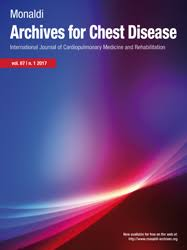 Monaldi
Archives for Chest Disease
International Journal of Cardiopulmonary Medicine and Rehabilitation
vol. 87 | n. 1 2017
Now available for free on the web at:
http://www.monaldi-archives.org